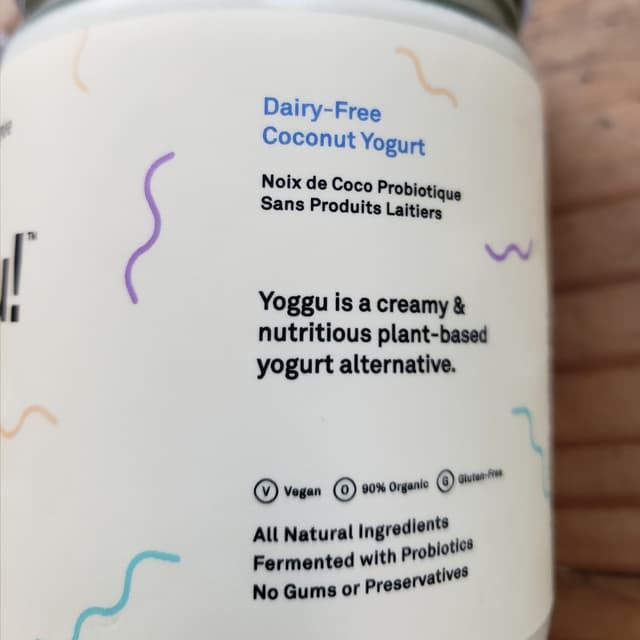 !™
Dairy-Free
Coconut Yogurt
Noix de Coco Probiotique
Sans Produits Laitiers
Yoggu is a creamy &
nutritious plant-based
yogurt alternative.
V Vegan O 90% Organic G Gluten-Free
All Natural Ingredients
Fermented with Probiotics
No Gums or Preservatives